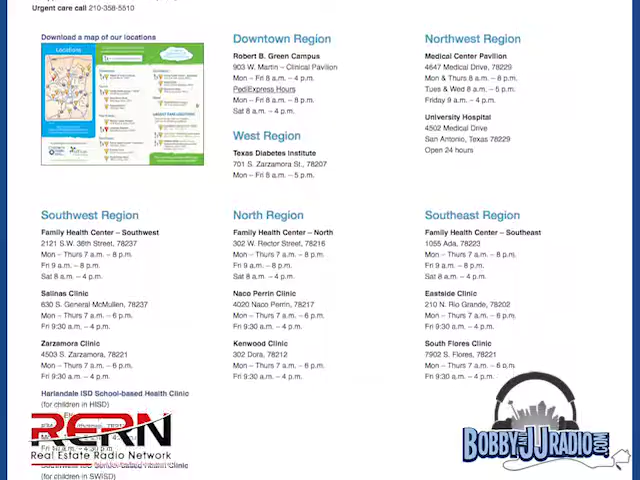 Urgent care call 210-358-5510
Download a map of our locations
Locations
Downtown Region
Robert B. Green Campus
903 W. Martin – Clinical Pavilion
Mon – Fri 8 a.m. – 4 p.m.
PediExpress Hours
Mon – Fri 8 a.m. – 8 p.m.
Sat 8 a.m. – 4 p.m.
West Region
Texas Diabetes Institute
701 S. Zarzamora St., 78207
Mon – Fri 8 a.m. – 5 p.m.
Northwest Region
Medical Center Pavilion
4647 Medical Drive, 78229
Mon & Thurs 8 a.m. – 8 p.m.
Tues & Wed 8 a.m. – 5 p.m.
Friday 9 a.m. – 4 p.m.
University Hospital
4502 Medical Drive
San Antonio, Texas 78229
Open 24 hours
Southwest Region
Family Health Center – Southwest
2121 S.W. 36th Street, 78237
Mon – Thurs 7 a.m. – 8 p.m.
Fri 9 a.m. – 8 p.m.
Sat 8 a.m. – 4 p.m.
Salinas Clinic
630 S. General McMullen, 78237
Mon – Thurs 7 a.m. – 6 p.m.
Fri 9:30 a.m. – 4 p.m.
Zarzamora Clinic
4503 S. Zarzamora, 78221
Mon – Thurs 7 a.m. – 6 p.m.
Fri 9:30 a.m. – 4 p.m.
Harlandale ISD School-based Health Clinic
(for children in HISD)
(for children in SWISD)
North Region
Family Health Center – North
302 W. Rector Street, 78216
Mon – Thurs 7 a.m. – 8 p.m.
Fri 9 a.m. – 8 p.m.
Sat 8 a.m. – 4 p.m.
Naco Perrin Clinic
4020 Naco Perrin, 78217
Mon – Thurs 7 a.m. – 6 p.m.
Fri 9:30 a.m. – 4 p.m.
Kenwood Clinic
302 Dora, 78212
Mon – Thurs 7 a.m. – 6 p.m.
Fri 9:30 a.m. – 4 p.m.
Southeast Region
Family Health Center – Southeast
1055 Ada, 78223
Mon – Thurs 7 a.m. – 8 p.m.
Fri 9 a.m. – 8 p.m.
Sat 8 a.m. – 4 p.m.
Eastside Clinic
210 N. Rio Grande, 78202
Mon – Thurs 7 a.m. – 6 p.m.
Fri 9:30 a.m. – 4 p.m.
South Flores Clinic
7902 S. Flores, 78221
Mon – Thurs 7 a.m. – 6 p.m.
Fri 9:30 a.m. – 4 p.m.
RERN
Real Estate Radio Network
BOBBY AND JJRADIO.COM